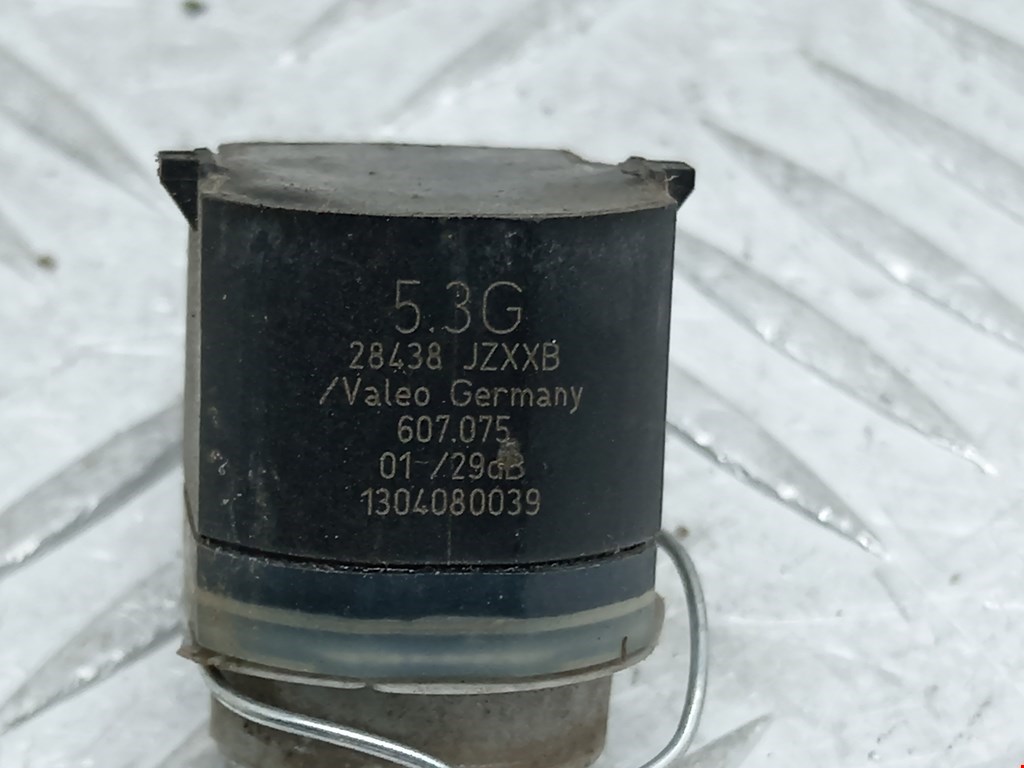 5.3G
28438 JZXXB
/Valeo Germany
607.075
01-/29dB
1304080039